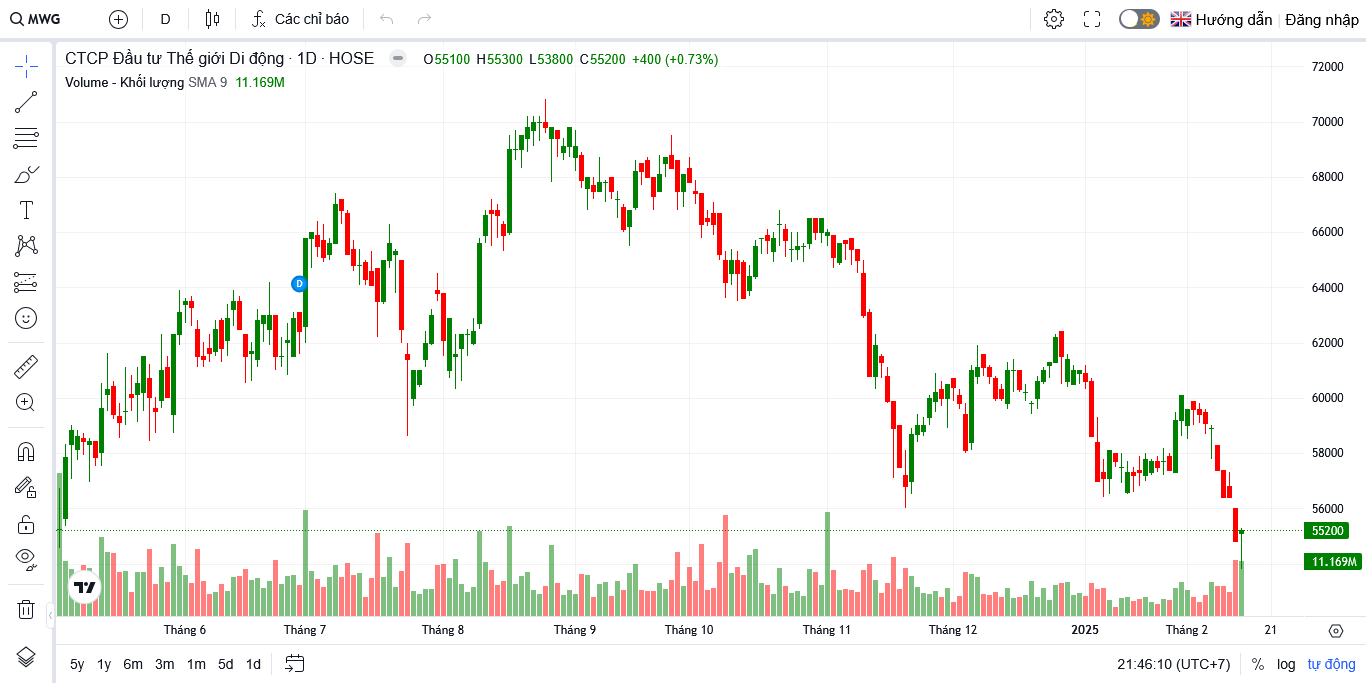 MWG D Các chỉ báo Hướng dẫn Đăng nhập
CTCP Đầu tư Thế giới Di động · 1D · HOSE O55100 H55300 L53800 C55200 +400 (+0.73%)
Volume - Khối lượng SMA 9 11.169M
72000
70000
68000
66000
64000
62000
60000
58000
56000
55200
11.169M
D
Tháng 6 Tháng 7 Tháng 8 Tháng 9 Tháng 10 Tháng 11 Tháng 12 2025 Tháng 2 21
5y 1y 6m 3m 1m 5d 1d 21:46:10 (UTC+7) % log tự động